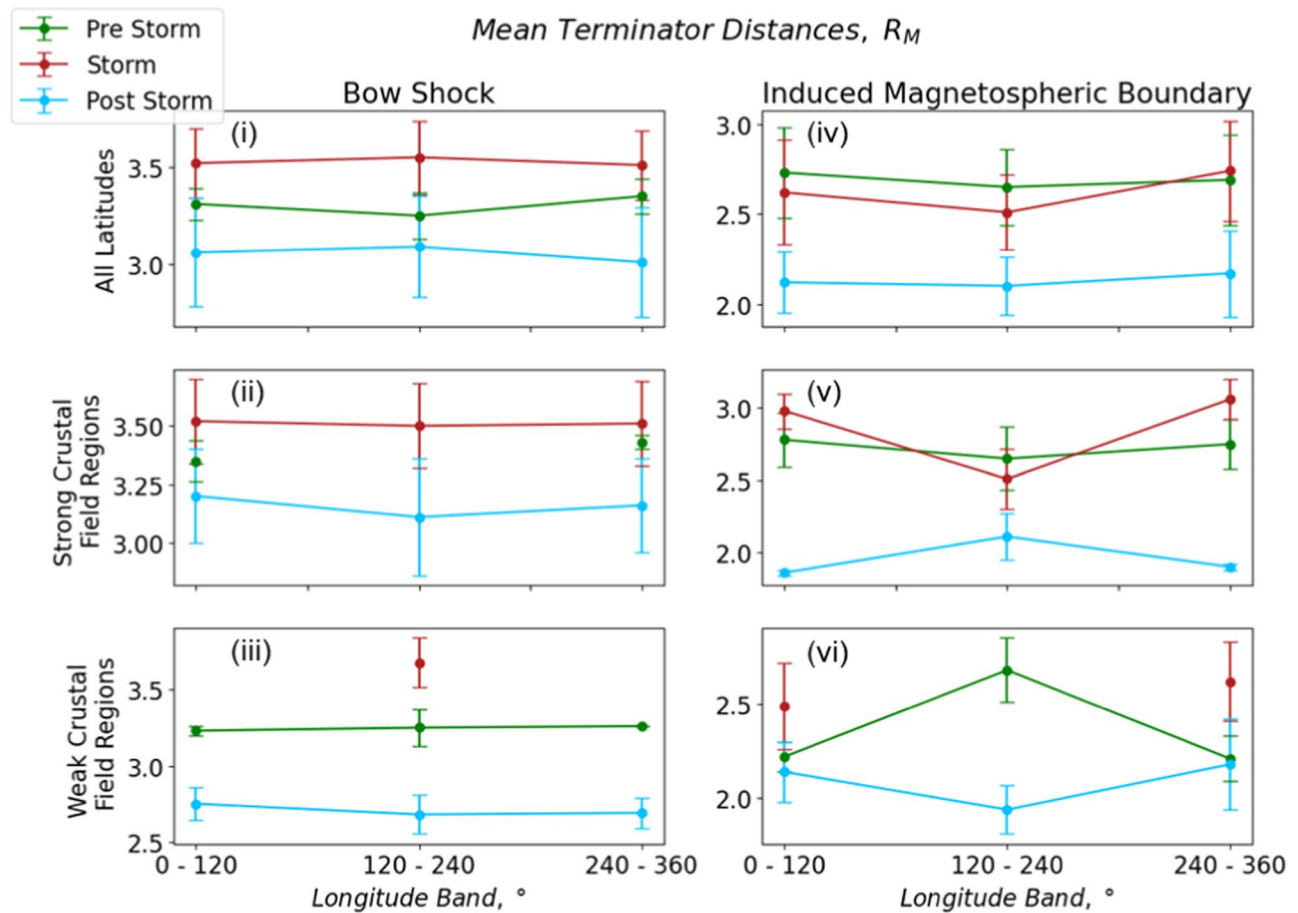 Mean Terminator Distances, R_M
Pre Storm
Storm
Post Storm
Bow Shock
Induced Magnetospheric Boundary
All Latitudes
(i)
3.5
3.0
(iv)
3.0
2.5
2.0
Strong Crustal
Field Regions
(ii)
3.50
3.25
3.00
(v)
3.0
2.5
2.0
Weak Crustal
Field Regions
(iii)
3.5
3.0
2.5
(vi)
2.5
2.0
0 - 120
120 - 240
240 - 360
0 - 120
120 - 240
240 - 360
Longitude Band, °
Longitude Band, °